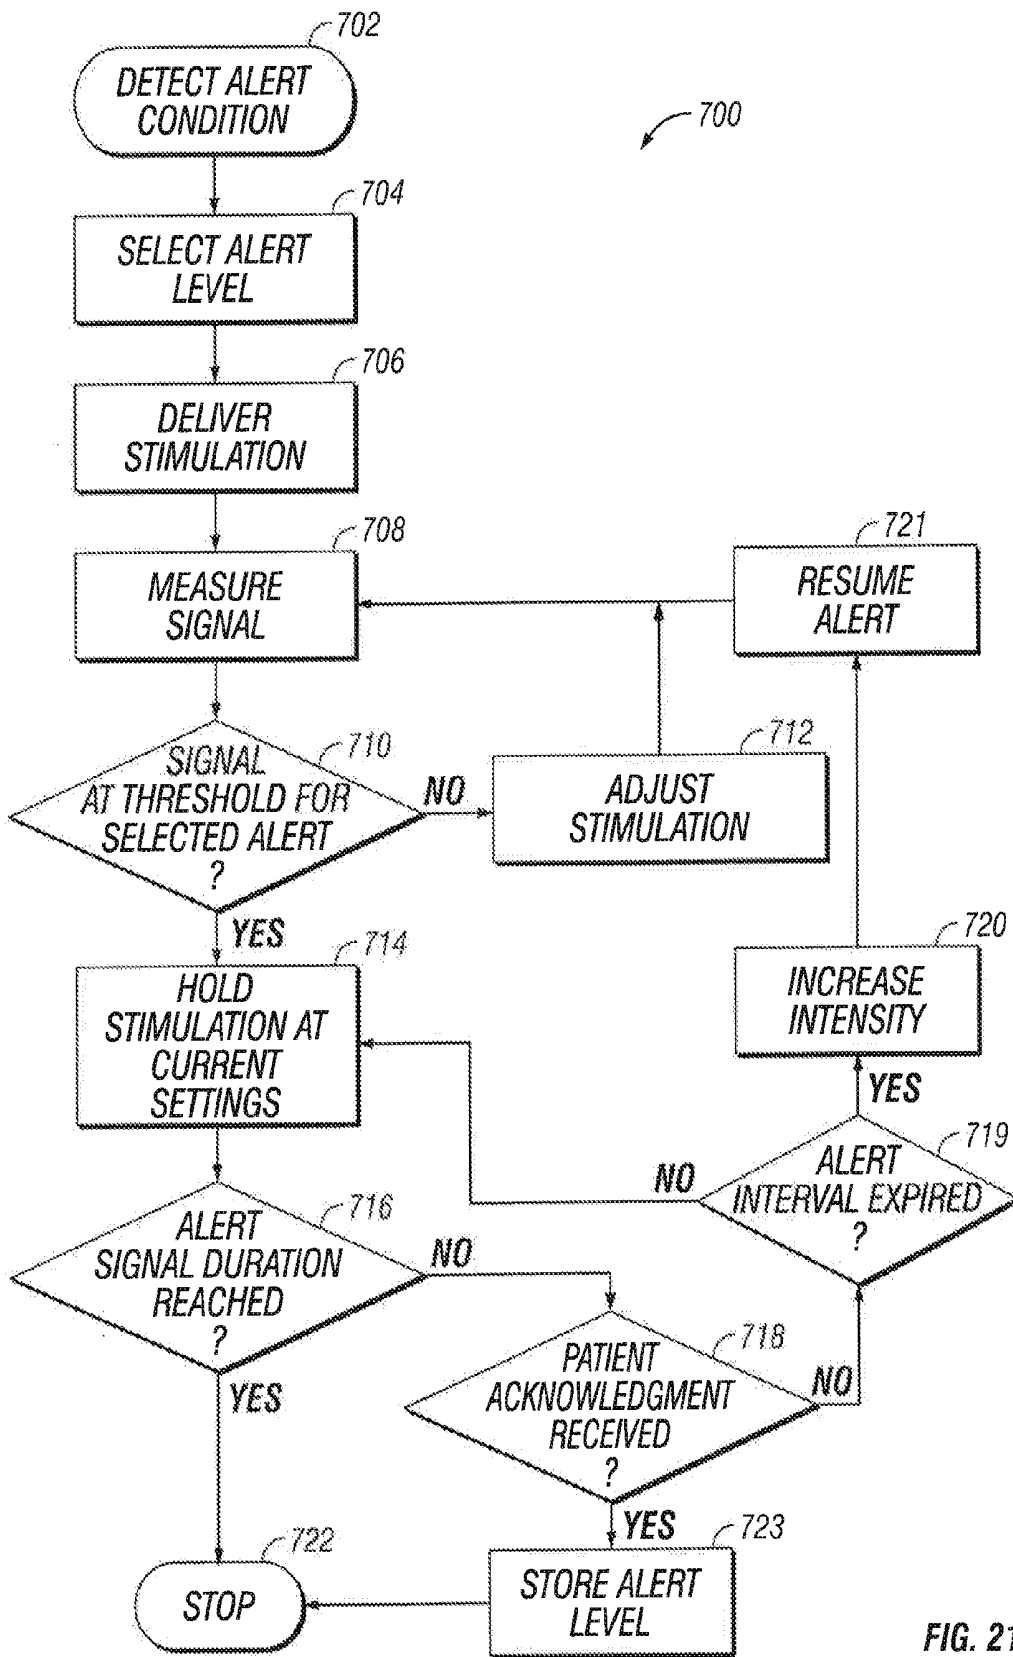 702
DETECT ALERT
CONDITION
700
704
SELECT ALERT
LEVEL
706
DELIVER
STIMULATION
708
MEASURE
SIGNAL
721
RESUME
ALERT
710
SIGNAL
AT THRESHOLD FOR
SELECTED ALERT
?
NO
712
ADJUST
STIMULATION
YES
714
HOLD
STIMULATION AT
CURRENT
SETTINGS
720
INCREASE
INTENSITY
YES
719
ALERT
INTERVAL EXPIRED
?
NO
716
ALERT
SIGNAL DURATION
REACHED
?
NO
YES
718
PATIENT
ACKNOWLEDGMENT
RECEIVED
?
NO
YES
723
STORE ALERT
LEVEL
722
STOP
FIG. 21